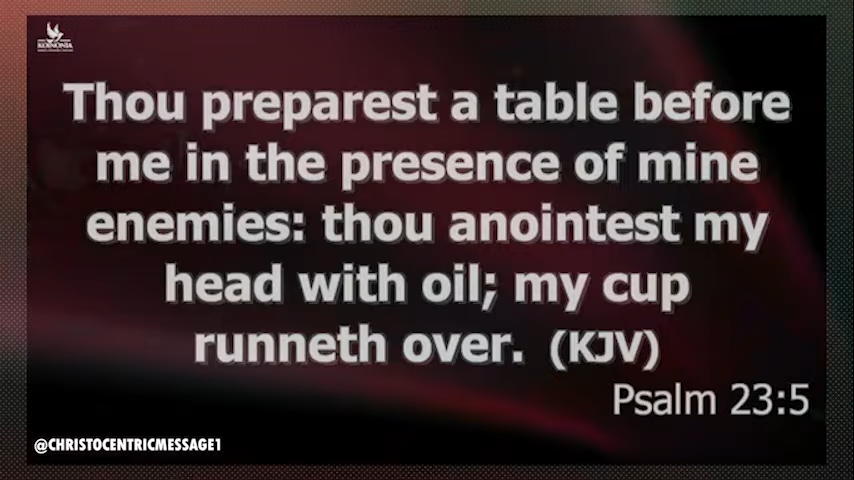 KOINONIA
Thou preparest a table before
me in the presence of mine
enemies: thou anointest my
head with oil; my cup
runneth over. (KJV)
Psalm 23:5
@CHRISTOCENTRICMESSAGE1